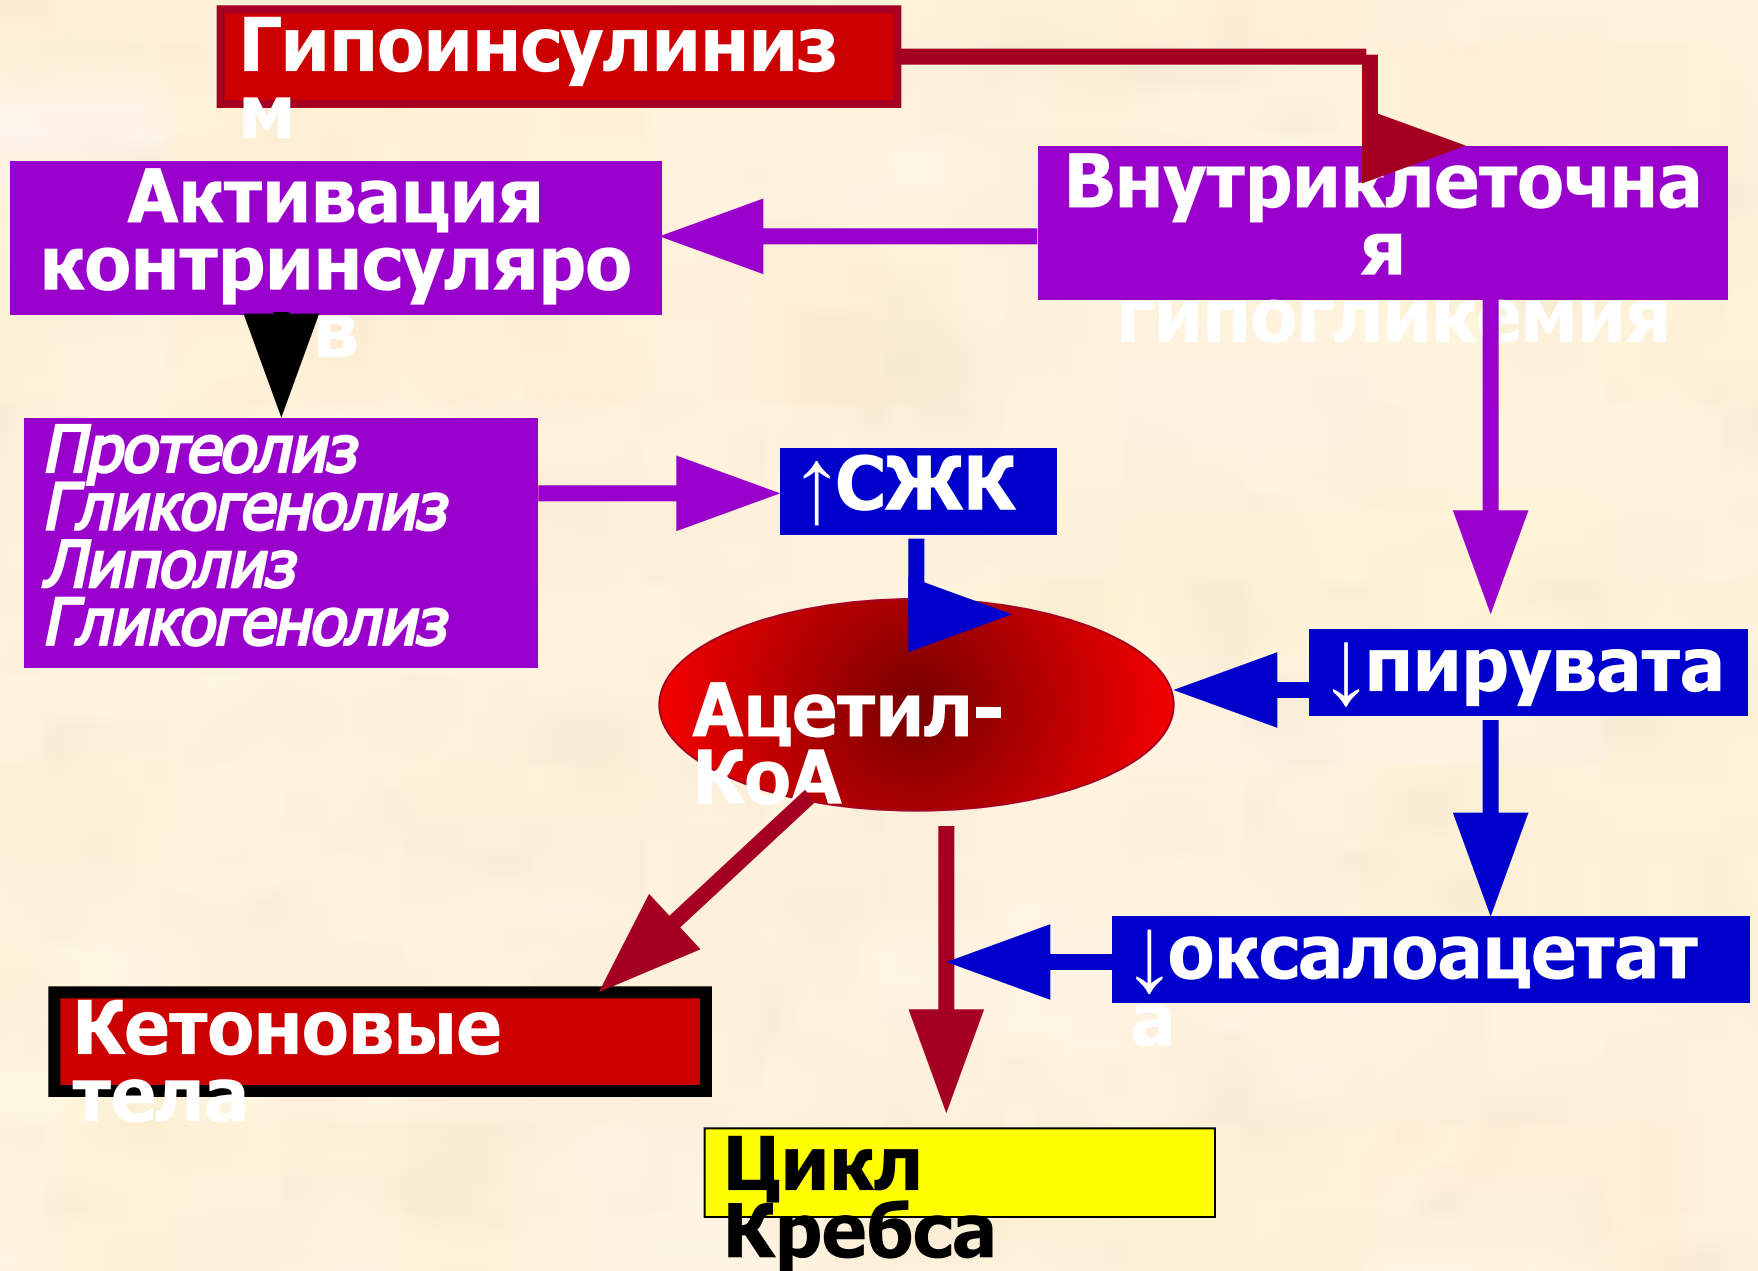 Гипоинсулиниз
м
Активация
контринсуляро
в
Внутриклеточна
я
гипогликемия
Протеолиз
Гликогенолиз
Липолиз
Гликогенолиз
↑СЖК
Ацетил-
КоА
↓пирувата
↓оксалоацетат
а
Кетоновые
тела
Цикл
Кребса